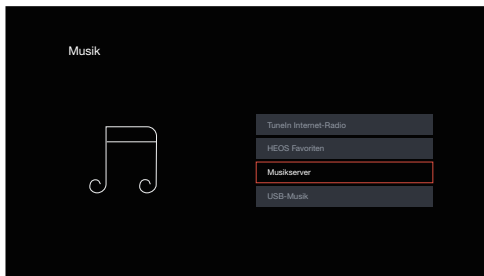 Musik
TuneIn Internet-Radio
HEOS Favoriten
Musikserver
USB-Musik